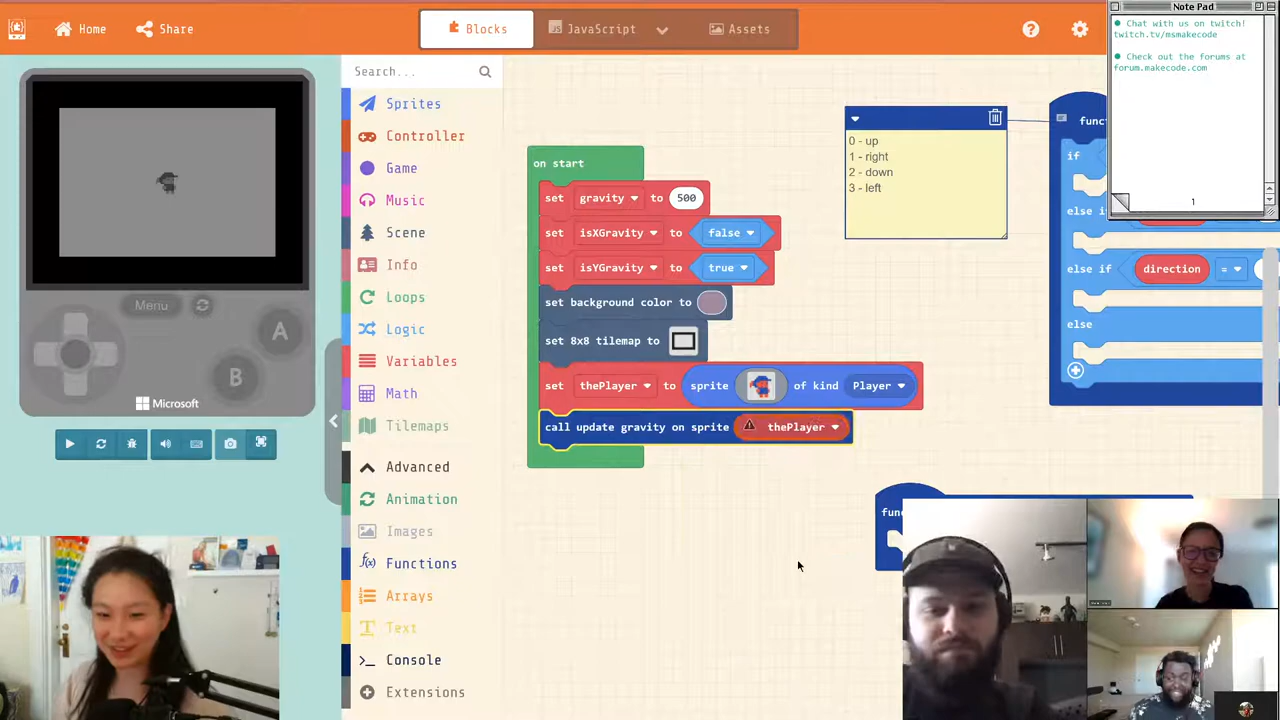 Home
Share
Blocks
JavaScript
Assets
Note Pad
Chat with us on twitch!
twitch.tv/msmakecode
Check out the forums at
forum.makecode.com
1
Menu
A
B
Microsoft
Search...
Sprites
Controller
Game
Music
Scene
Info
Loops
Logic
Variables
Math
Tilemaps
Advanced
Animation
Images
Functions
Arrays
Text
Console
Extensions
on start
set gravity to 500
set isXGravity to false
set isYGravity to true
set background color to
set 8x8 tilemap to
set thePlayer to sprite of kind Player
call update gravity on sprite thePlayer
0 - up
1 - right
2 - down
3 - left
if
else if
else if direction =
else